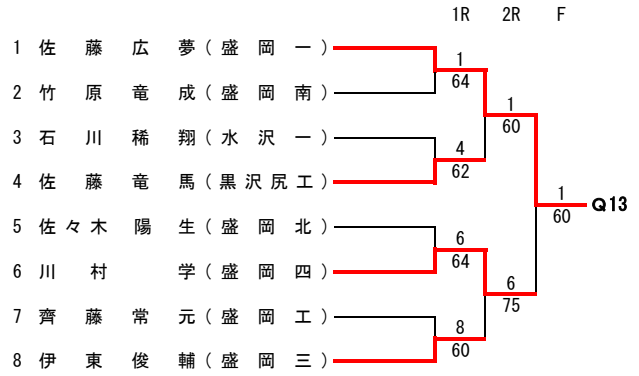 1R 2R F
1 佐藤広夢(盛岡一)
1
64
2 竹原竜成(盛岡南)
1
60
3 石川稀翔(水沢一)
4
62
4 佐藤竜馬(黒沢尻工)
1
60
Q13
5 佐々木陽生(盛岡北)
6
64
6 川村学(盛岡四)
6
75
7 齊藤常元(盛岡工)
8
60
8 伊東俊輔(盛岡三)